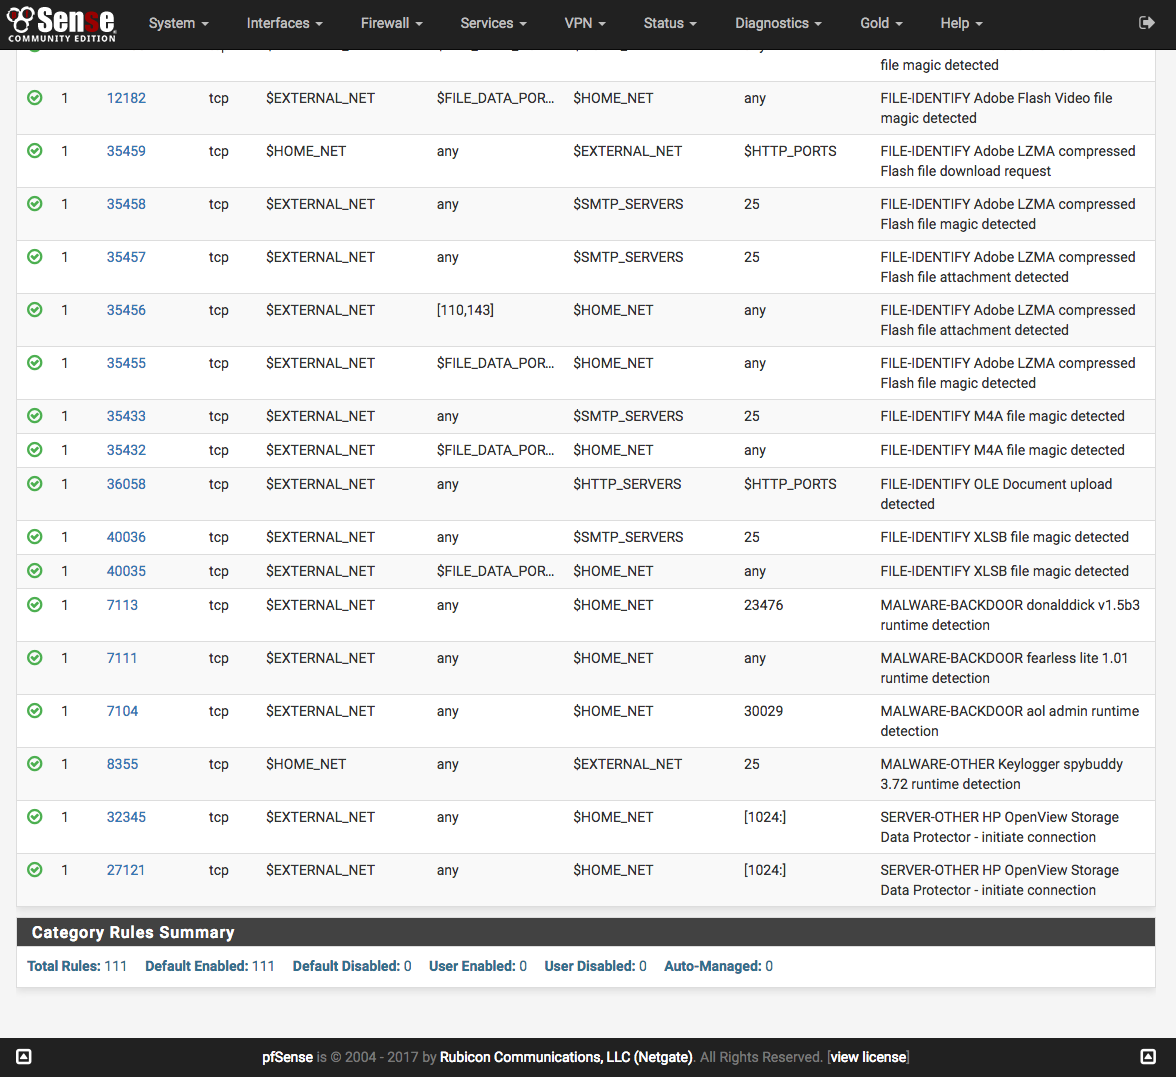 Sense
COMMUNITY EDITION
System Interfaces Firewall Services VPN Status Diagnostics Gold Help
file magic detected
1 12182 tcp $EXTERNAL_NET $FILE_DATA_POR... $HOME_NET any FILE-IDENTIFY Adobe Flash Video file
magic detected
1 35459 tcp $HOME_NET any $EXTERNAL_NET $HTTP_PORTS FILE-IDENTIFY Adobe LZMA compressed
Flash file download request
1 35458 tcp $EXTERNAL_NET any $SMTP_SERVERS 25 FILE-IDENTIFY Adobe LZMA compressed
Flash file magic detected
1 35457 tcp $EXTERNAL_NET any $SMTP_SERVERS 25 FILE-IDENTIFY Adobe LZMA compressed
Flash file attachment detected
1 35456 tcp $EXTERNAL_NET [110,143] $HOME_NET any FILE-IDENTIFY Adobe LZMA compressed
Flash file attachment detected
1 35455 tcp $EXTERNAL_NET $FILE_DATA_POR... $HOME_NET any FILE-IDENTIFY Adobe LZMA compressed
Flash file magic detected
1 35433 tcp $EXTERNAL_NET any $SMTP_SERVERS 25 FILE-IDENTIFY M4A file magic detected
1 35432 tcp $EXTERNAL_NET $FILE_DATA_POR... $HOME_NET any FILE-IDENTIFY M4A file magic detected
1 36058 tcp $EXTERNAL_NET any $HTTP_SERVERS $HTTP_PORTS FILE-IDENTIFY OLE Document upload
detected
1 40036 tcp $EXTERNAL_NET any $SMTP_SERVERS 25 FILE-IDENTIFY XLSB file magic detected
1 40035 tcp $EXTERNAL_NET $FILE_DATA_POR... $HOME_NET any FILE-IDENTIFY XLSB file magic detected
1 7113 tcp $EXTERNAL_NET any $HOME_NET 23476 MALWARE-BACKDOOR donalddick v1.5b3
runtime detection
1 7111 tcp $EXTERNAL_NET any $HOME_NET any MALWARE-BACKDOOR fearless lite 1.01
runtime detection
1 7104 tcp $EXTERNAL_NET any $HOME_NET 30029 MALWARE-BACKDOOR aol admin runtime
detection
1 8355 tcp $HOME_NET any $EXTERNAL_NET 25 MALWARE-OTHER Keylogger spybuddy
3.72 runtime detection
1 32345 tcp $EXTERNAL_NET any $HOME_NET [1024:] SERVER-OTHER HP OpenView Storage
Data Protector - initiate connection
1 27121 tcp $EXTERNAL_NET any $HOME_NET [1024:] SERVER-OTHER HP OpenView Storage
Data Protector - initiate connection
Category Rules Summary
Total Rules: 111 Default Enabled: 111 Default Disabled: 0 User Enabled: 0 User Disabled: 0 Auto-Managed: 0
pfSense is © 2004 - 2017 by Rubicon Communications, LLC (Netgate). All Rights Reserved. [view license]